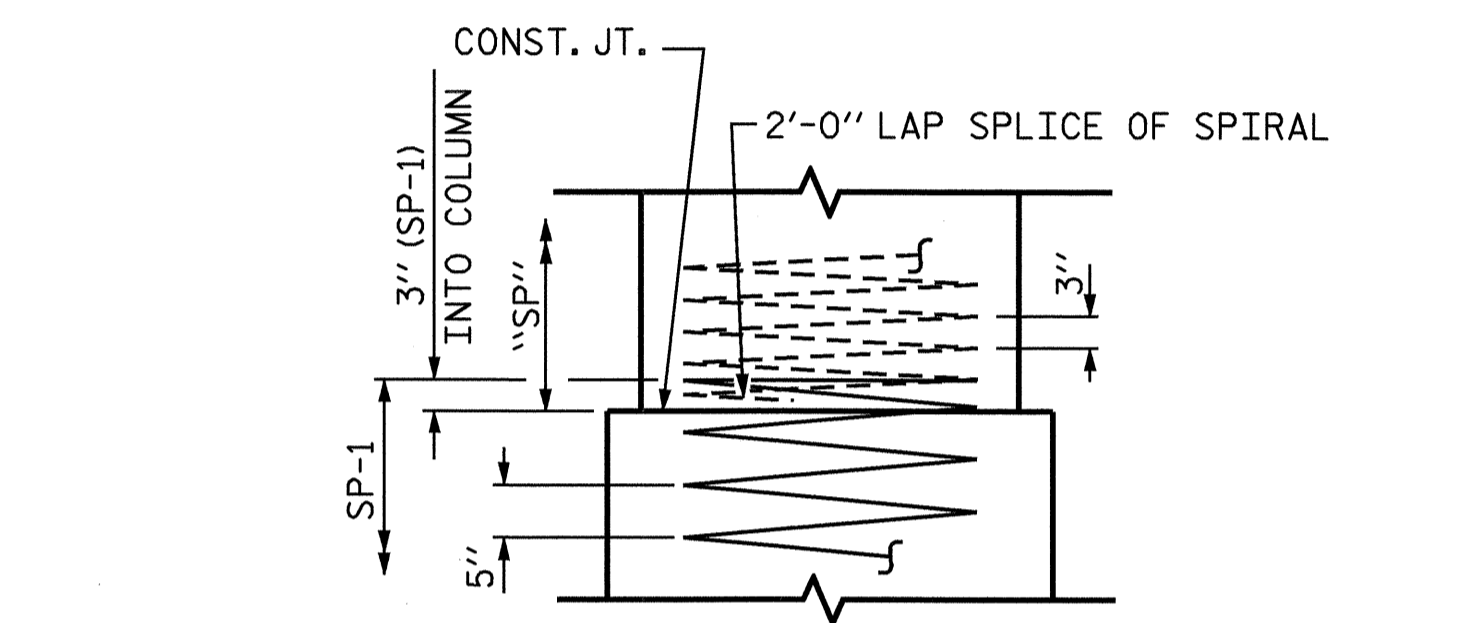 CONST. JT.
2'-0" LAP SPLICE OF SPIRAL
3" (SP-1)
INTO COLUMN
"SP"
3"
SP-1
5"